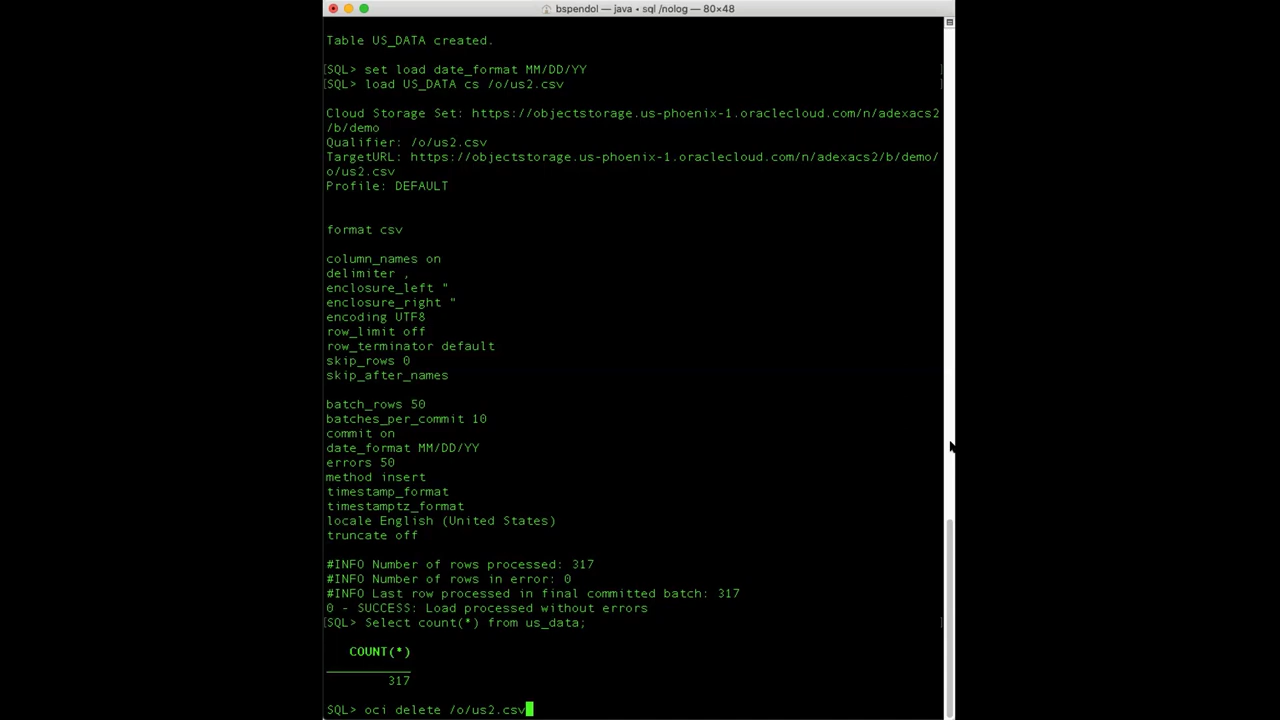 bspendol — java • sql /nolog — 80×48
Table US_DATA created.
[SQL> set load date_format MM/DD/YY ]
[SQL> load US_DATA cs /o/us2.csv ]
Cloud Storage Set: https://objectstorage.us-phoenix-1.oraclecloud.com/n/adexacs2
/b/demo
Qualifier: /o/us2.csv
TargetURL: https://objectstorage.us-phoenix-1.oraclecloud.com/n/adexacs2/b/demo/
o/us2.csv
Profile: DEFAULT
format csv
column_names on
delimiter ,
enclosure_left "
enclosure_right "
encoding UTF8
row_limit off
row_terminator default
skip_rows 0
skip_after_names
batch_rows 50
batches_per_commit 10
commit on
date_format MM/DD/YY
errors 50
method insert
timestamp_format
timestamptz_format
locale English (United States)
truncate off
#INFO Number of rows processed: 317
#INFO Number of rows in error: 0
#INFO Last row processed in final committed batch: 317
0 - SUCCESS: Load processed without errors
[SQL> Select count(*) from us_data; ]
COUNT(*)
317
SQL> oci delete /o/us2.csv